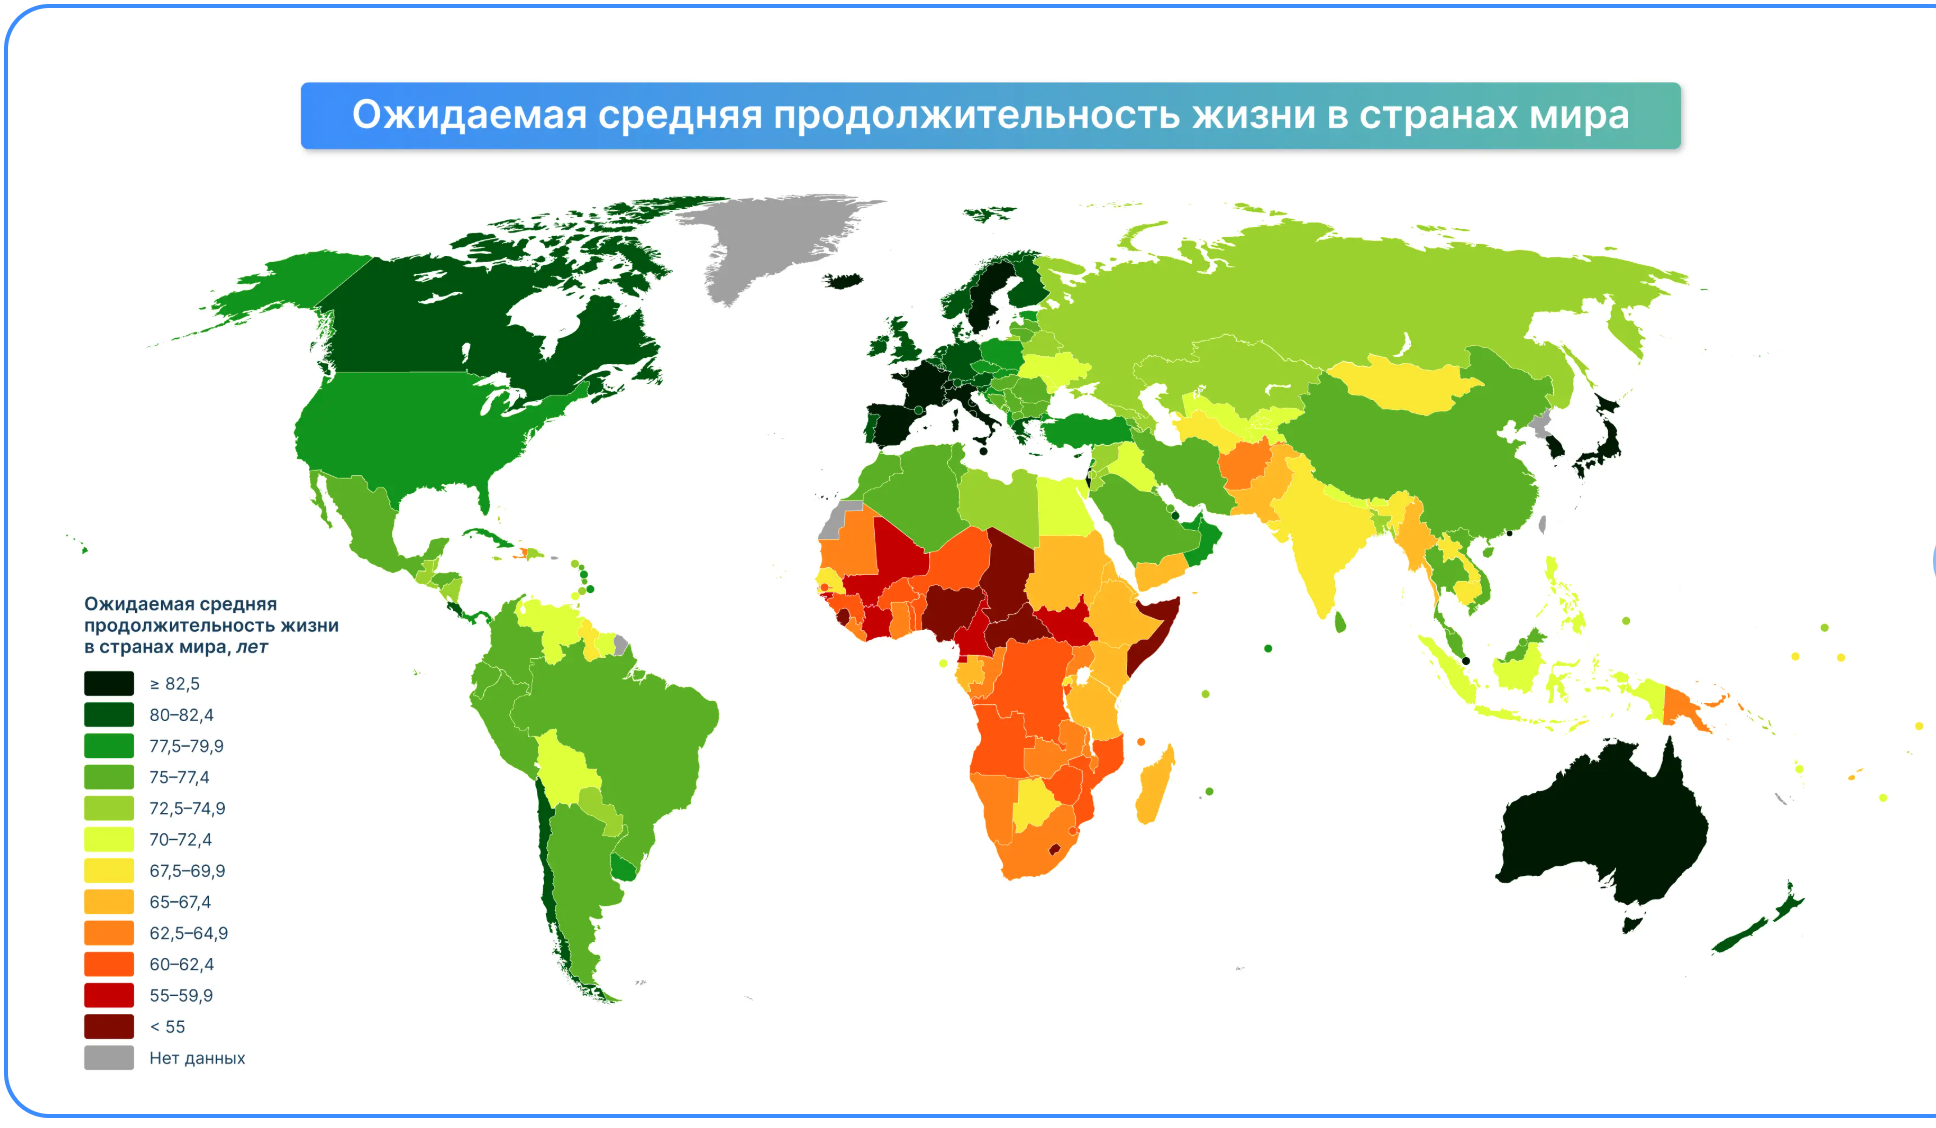 Ожидаемая средняя продолжительность жизни в странах мира
Ожидаемая средняя
продолжительность жизни
в странах мира, лет
≥ 82,5
80–82,4
77,5–79,9
75–77,4
72,5–74,9
70–72,4
67,5–69,9
65–67,4
62,5–64,9
60–62,4
55–59,9
< 55
Нет данных